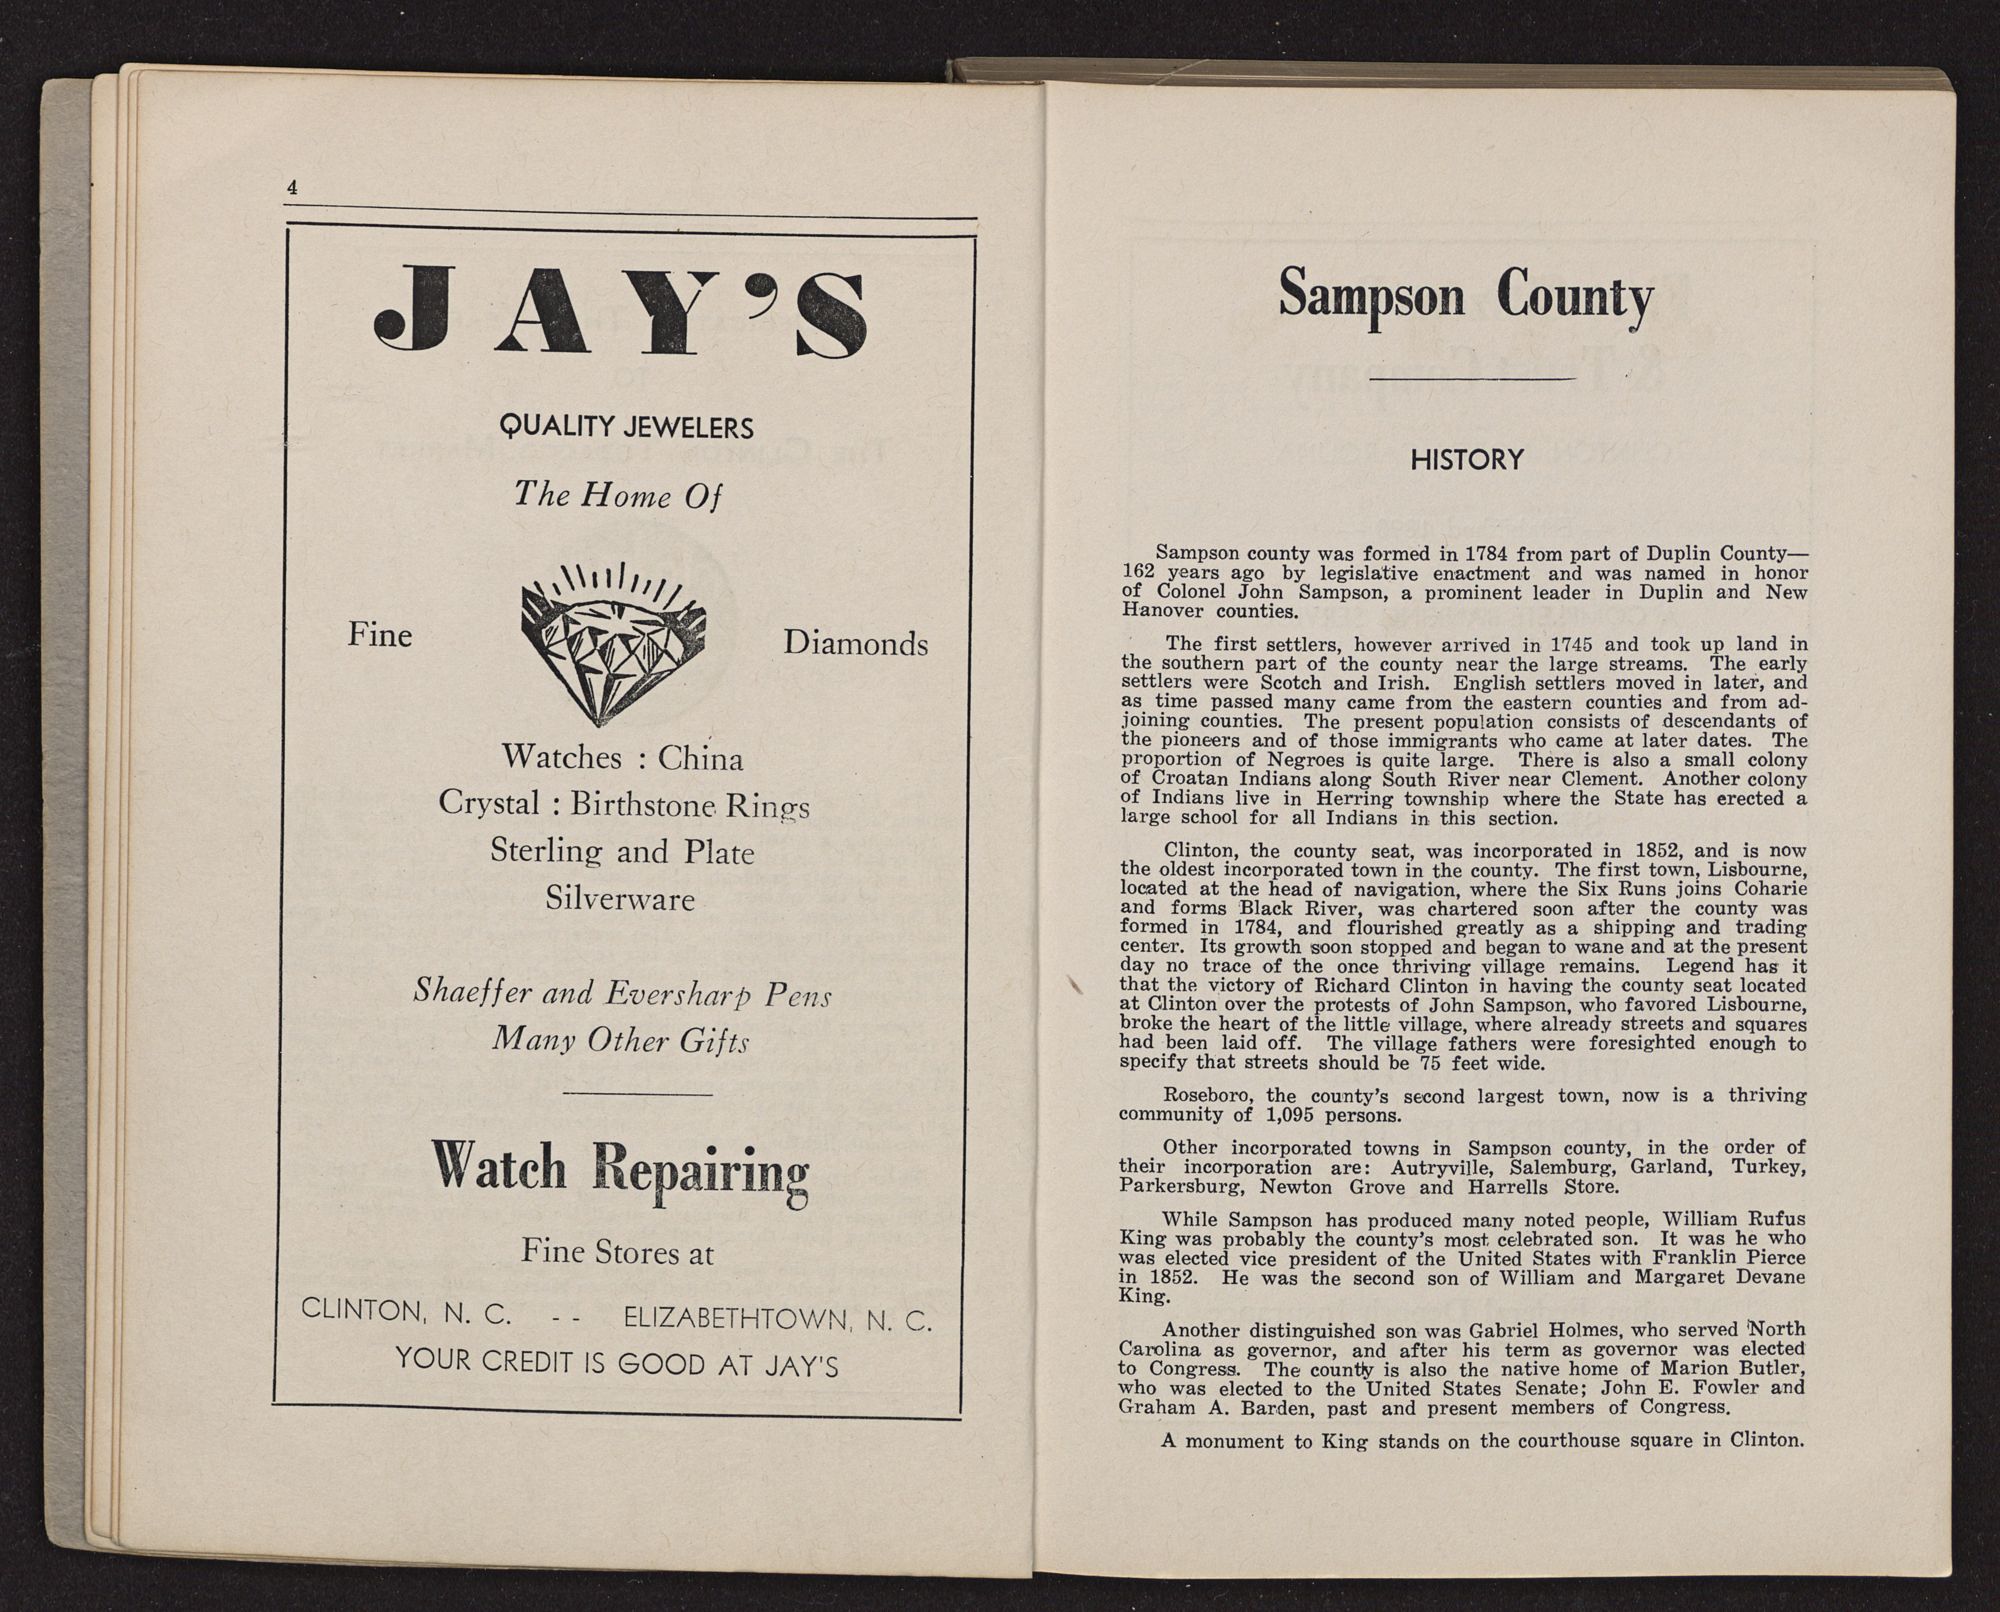 4
JAY'S
QUALITY JEWELERS
The Home Of
Fine Diamonds
Watches : China
Crystal : Birthstone Rings
Sterling and Plate
Silverware
Shaeffer and Eversharp Pens
Many Other Gifts
Watch Repairing
Fine Stores at
CLINTON, N. C. - - ELIZABETHTOWN, N. C.
YOUR CREDIT IS GOOD AT JAY'S
Sampson County
HISTORY
Sampson county was formed in 1784 from part of Duplin County—
162 years ago by legislative enactment and was named in honor
of Colonel John Sampson, a prominent leader in Duplin and New
Hanover counties.
The first settlers, however arrived in 1745 and took up land in
the southern part of the county near the large streams. The early
settlers were Scotch and Irish. English settlers moved in later, and
as time passed many came from the eastern counties and from ad-
joining counties. The present population consists of descendants of
the pioneers and of those immigrants who came at later dates. The
proportion of Negroes is quite large. There is also a small colony
of Croatan Indians along South River near Clement. Another colony
of Indians live in Herring township where the State has erected a
large school for all Indians in this section.
Clinton, the county seat, was incorporated in 1852, and is now
the oldest incorporated town in the county. The first town, Lisbourne,
located at the head of navigation, where the Six Runs joins Coharie
and forms Black River, was chartered soon after the county was
formed in 1784, and flourished greatly as a shipping and trading
center. Its growth soon stopped and began to wane and at the present
day no trace of the once thriving village remains. Legend has it
that the victory of Richard Clinton in having the county seat located
at Clinton over the protests of John Sampson, who favored Lisbourne,
broke the heart of the little village, where already streets and squares
had been laid off. The village fathers were foresighted enough to
specify that streets should be 75 feet wide.
Roseboro, the county's second largest town, now is a thriving
community of 1,095 persons.
Other incorporated towns in Sampson county, in the order of
their incorporation are: Autryville, Salemburg, Garland, Turkey,
Parkersburg, Newton Grove and Harrells Store.
While Sampson has produced many noted people, William Rufus
King was probably the county's most celebrated son. It was he who
was elected vice president of the United States with Franklin Pierce
in 1852. He was the second son of William and Margaret Devane
King.
Another distinguished son was Gabriel Holmes, who served North
Carolina as governor, and after his term as governor was elected
to Congress. The county is also the native home of Marion Butler,
who was elected to the United States Senate; John E. Fowler and
Graham A. Barden, past and present members of Congress.
A monument to King stands on the courthouse square in Clinton.